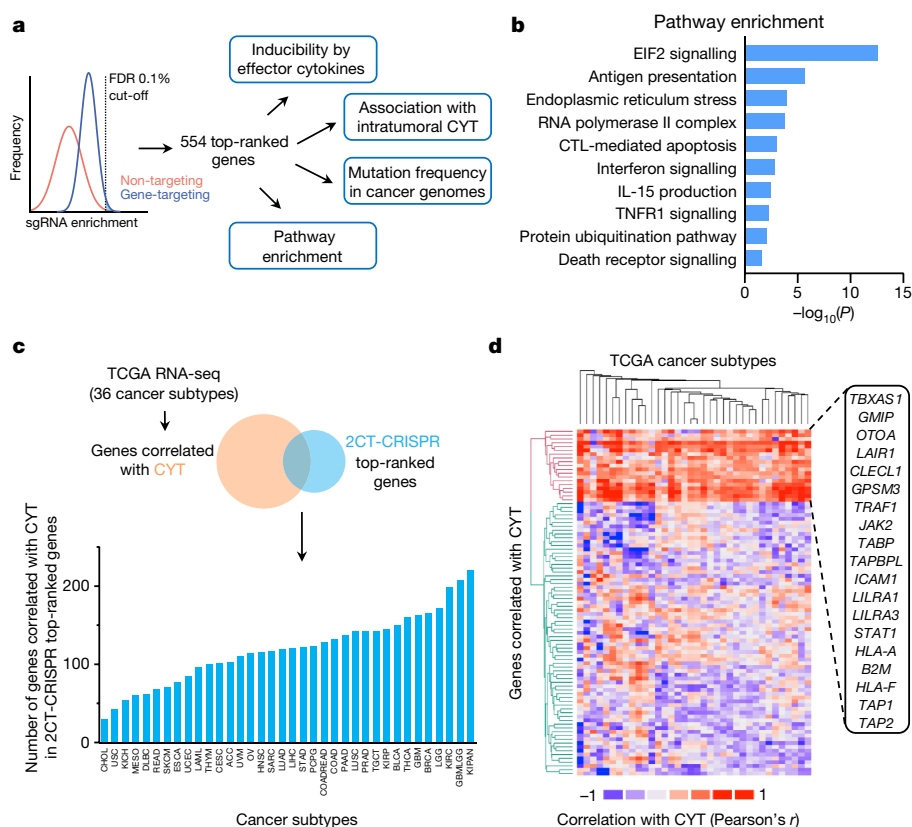 a
Frequency
FDR 0.1%
cut-off
Non-targeting
Gene-targeting
sgRNA enrichment
554 top-ranked
genes
Inducibility by
effector cytokines
Association with
intratumoral CYT
Mutation frequency
in cancer genomes
Pathway
enrichment
b
Pathway enrichment
EIF2 signalling
Antigen presentation
Endoplasmic reticulum stress
RNA polymerase II complex
CTL-mediated apoptosis
Interferon signalling
IL-15 production
TNFR1 signalling
Protein ubiquitination pathway
Death receptor signalling
0 5 10 15
−log10(P)
c
TCGA RNA-seq
(36 cancer subtypes)
Genes correlated
with CYT
2CT-CRISPR
top-ranked
genes
Number of genes correlated with CYT
in 2CT-CRISPR top-ranked genes
200
100
0
CHOL
USC
KICH
MESO
DLBC
READ
SKCM
ESCA
UCEC
LAML
THYM
CESC
ACC
UVM
OV
HNSC
SARC
LUAD
LIHC
STAD
PCPG
COADREAD
COAD
PAAD
PRAD
TGCT
KIRP
BLCA
THCA
GBM
BRCA
LGG
KIRC
GBMLGG
KIPAN
Cancer subtypes
d
TCGA cancer subtypes
Genes correlated with CYT
TBXAS1
GMIP
OTOA
LAIR1
CLECL1
GPSM3
TRAF1
JAK2
TABP
TAPBPL
ICAM1
LILRA1
LILRA3
STAT1
HLA-A
B2M
HLA-F
TAP1
TAP2
−1 1
Correlation with CYT (Pearson's r)